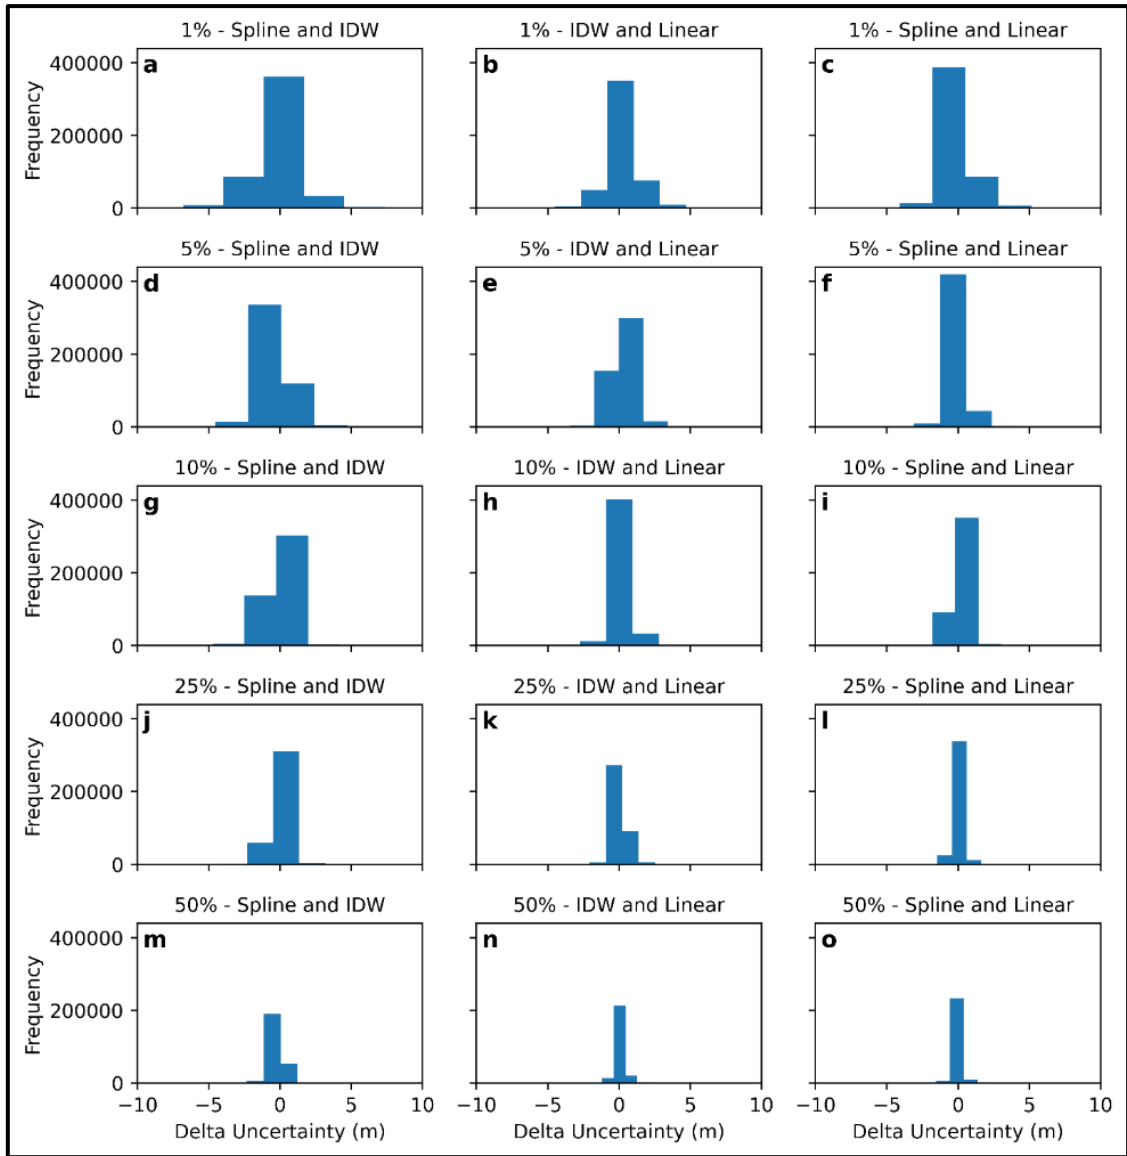 1% - Spline and IDW 1% - IDW and Linear 1% - Spline and Linear
400000 a b c
Frequency
200000
0
5% - Spline and IDW 5% - IDW and Linear 5% - Spline and Linear
400000 d e f
Frequency
200000
0
10% - Spline and IDW 10% - IDW and Linear 10% - Spline and Linear
400000 g h i
Frequency
200000
0
25% - Spline and IDW 25% - IDW and Linear 25% - Spline and Linear
400000 j k l
Frequency
200000
0
50% - Spline and IDW 50% - IDW and Linear 50% - Spline and Linear
400000 m n o
Frequency
200000
0
−10 −5 0 5 10 −10 −5 0 5 10 −10 −5 0 5 10
Delta Uncertainty (m) Delta Uncertainty (m) Delta Uncertainty (m)